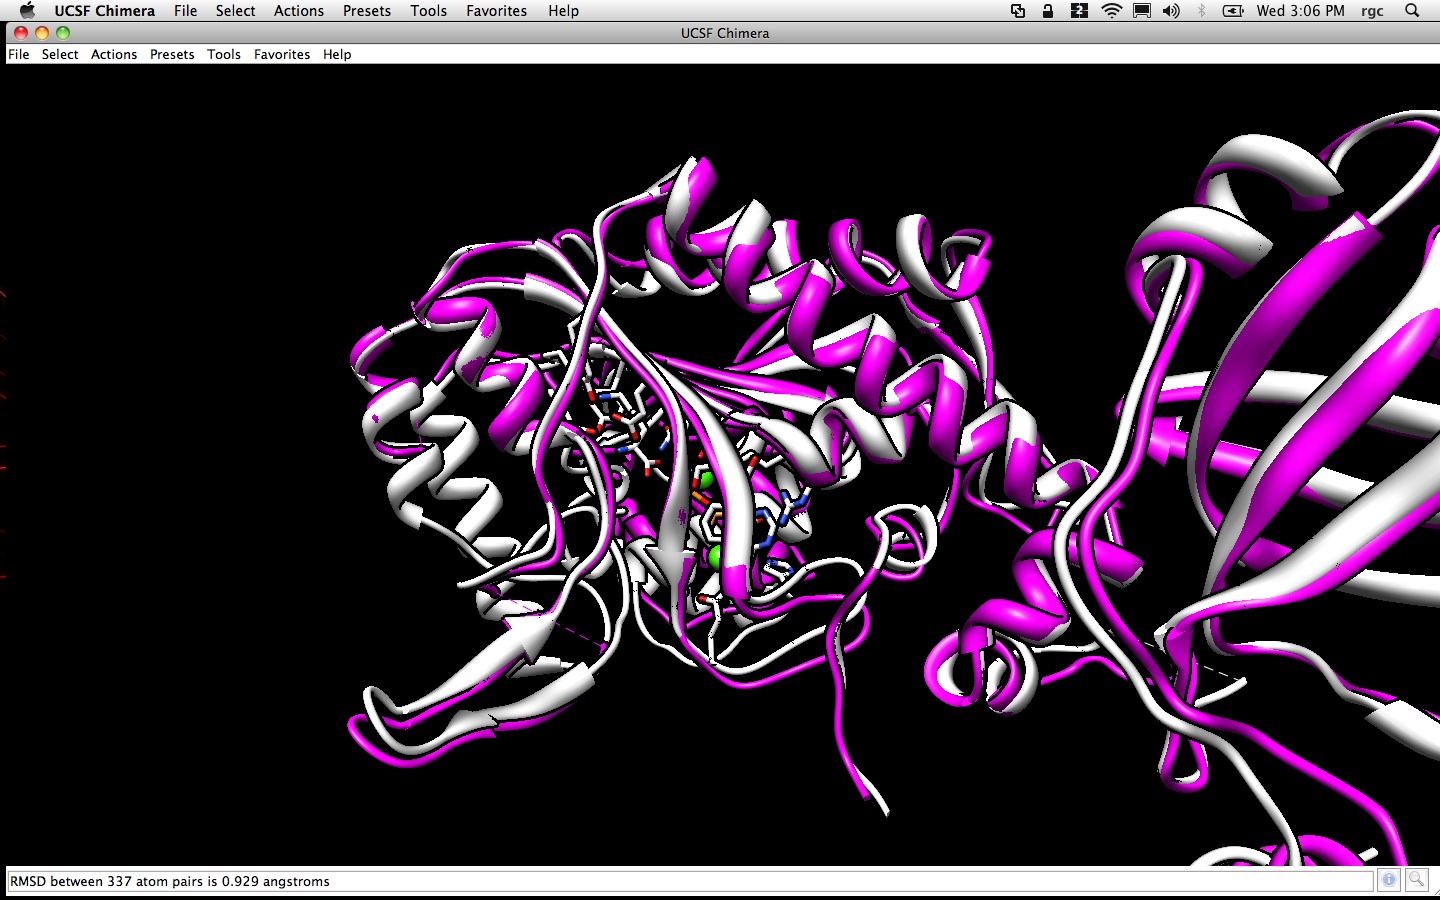 UCSF Chimera File Select Actions Presets Tools Favorites Help 2 Wed 3:06 PM rgc
UCSF Chimera
File Select Actions Presets Tools Favorites Help
RMSD between 337 atom pairs is 0.929 angstroms